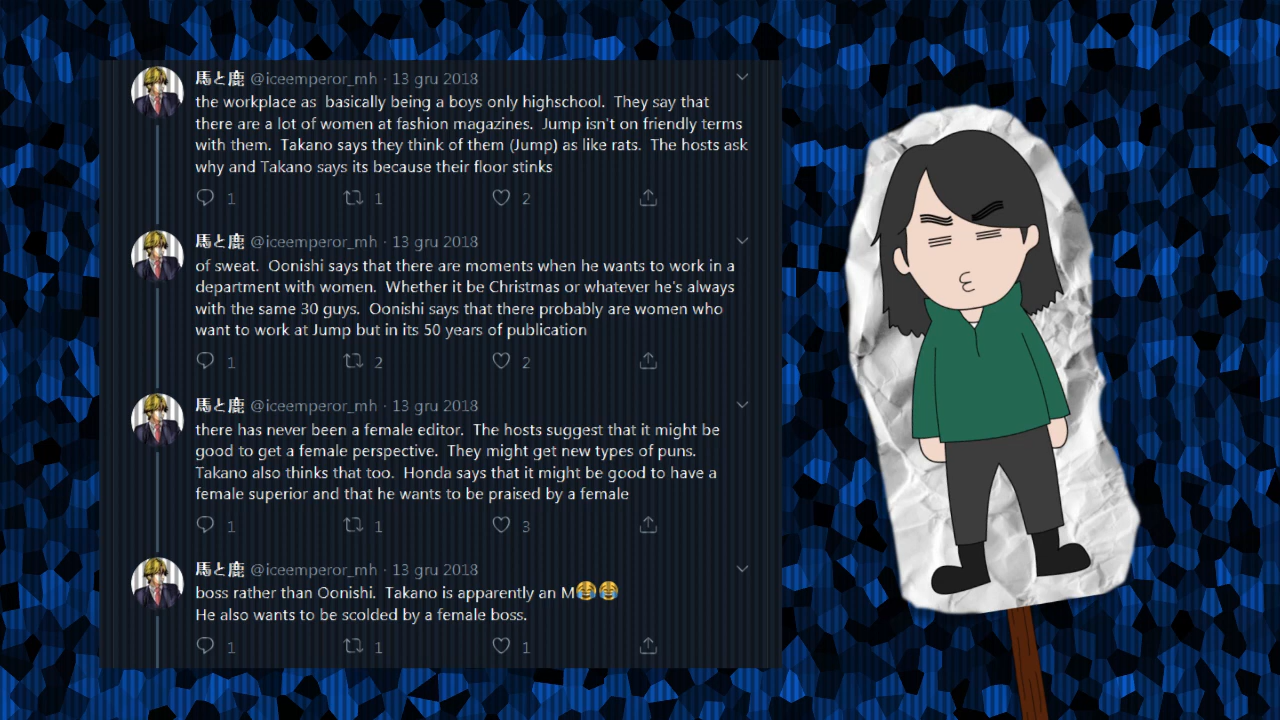 馬と鹿 @iceemperor_mh · 13 gru 2018
the workplace as basically being a boys only highschool. They say that
there are a lot of women at fashion magazines. Jump isn't on friendly terms
with them. Takano says they think of them (Jump) as like rats. The hosts ask
why and Takano says its because their floor stinks
1 1 2
馬と鹿 @iceemperor_mh · 13 gru 2018
of sweat. Oonishi says that there are moments when he wants to work in a
department with women. Whether it be Christmas or whatever he's always
with the same 30 guys. Oonishi says that there probably are women who
want to work at Jump but in its 50 years of publication
1 2 2
馬と鹿 @iceemperor_mh · 13 gru 2018
there has never been a female editor. The hosts suggest that it might be
good to get a female perspective. They might get new types of puns.
Takano also thinks that too. Honda says that it might be good to have a
female superior and that he wants to be praised by a female
1 1 3
馬と鹿 @iceemperor_mh · 13 gru 2018
boss rather than Oonishi. Takano is apparently an M😂😂
He also wants to be scolded by a female boss.
1 1 1